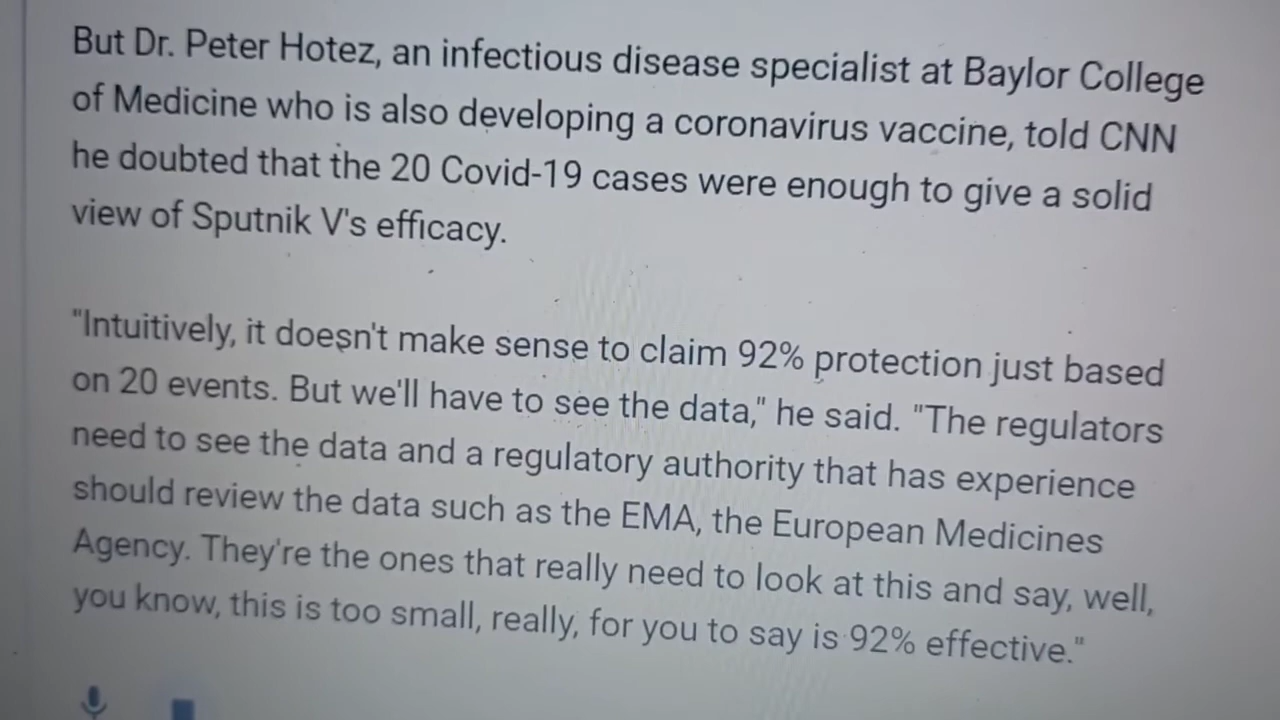 But Dr. Peter Hotez, an infectious disease specialist at Baylor College
of Medicine who is also developing a coronavirus vaccine, told CNN
he doubted that the 20 Covid-19 cases were enough to give a solid
view of Sputnik V's efficacy.
"Intuitively, it doesn't make sense to claim 92% protection just based
on 20 events. But we'll have to see the data," he said. "The regulators
need to see the data and a regulatory authority that has experience
should review the data such as the EMA, the European Medicines
Agency. They're the ones that really need to look at this and say, well,
you know, this is too small, really, for you to say is 92% effective."